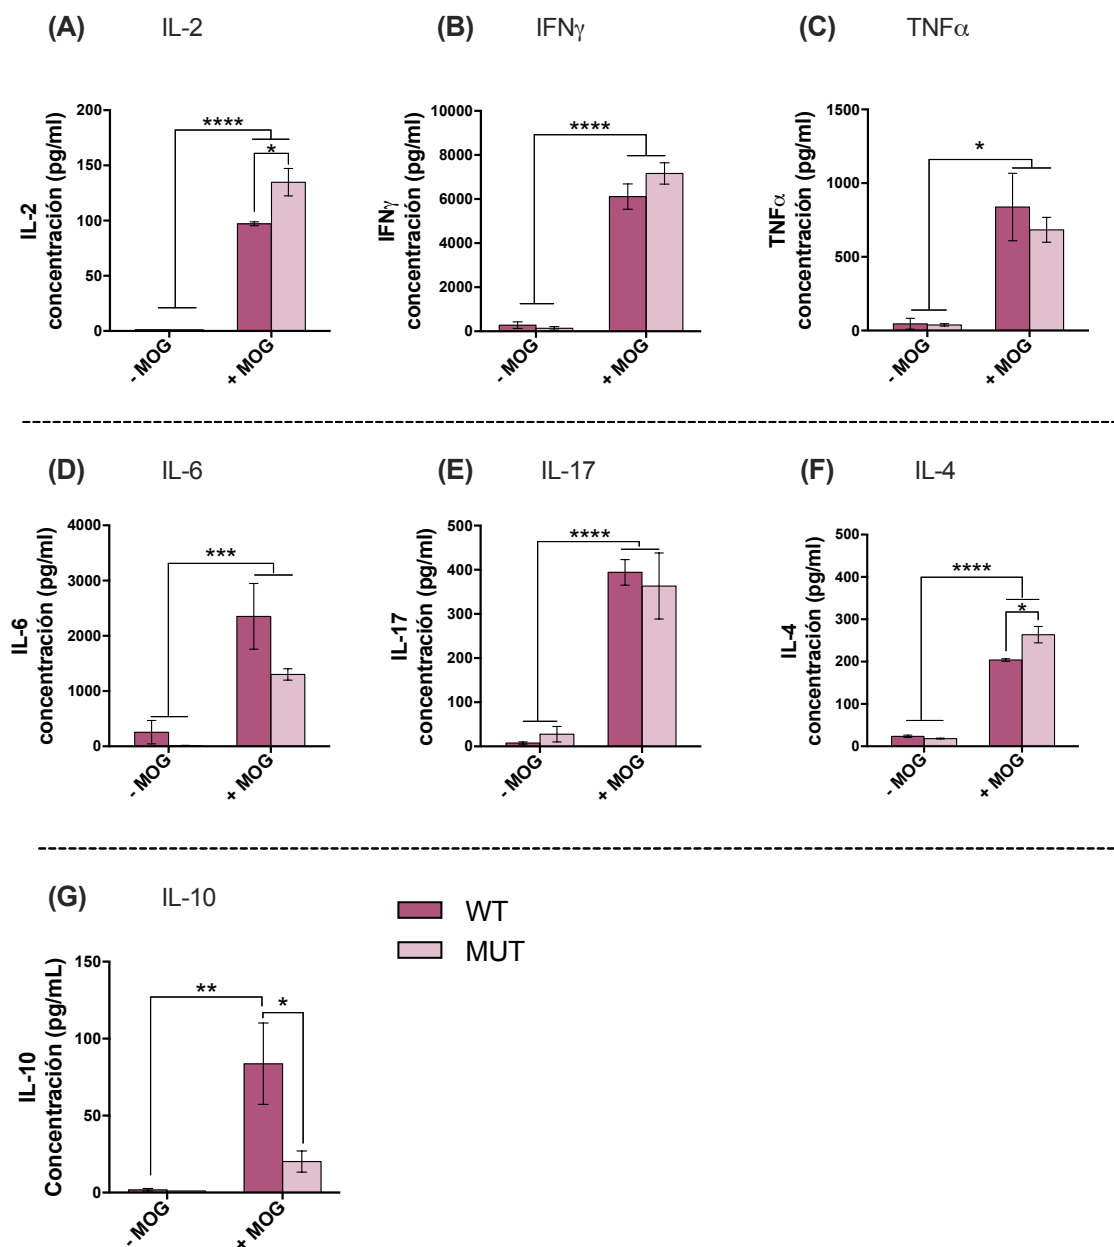 (A) IL-2
(B) IFNγ
(C) TNFα
IL-2
concentración (pg/ml)
200
150
100
50
0
****
*
- MOG
+ MOG
IFNγ
concentración (pg/ml)
10000
8000
6000
4000
2000
0
****
- MOG
+ MOG
TNFα
concentración (pg/ml)
1500
1000
500
0
*
- MOG
+ MOG
(D) IL-6
(E) IL-17
(F) IL-4
IL-6
concentración (pg/ml)
4000
3000
2000
1000
0
***
- MOG
+ MOG
IL-17
concentración (pg/ml)
500
400
300
200
100
0
****
- MOG
+ MOG
IL-4
concentración (pg/ml)
500
400
300
200
100
0
****
*
- MOG
+ MOG
(G) IL-10
WT
MUT
IL-10
Concentración (pg/mL)
150
100
50
0
**
*
- MOG
+ MOG